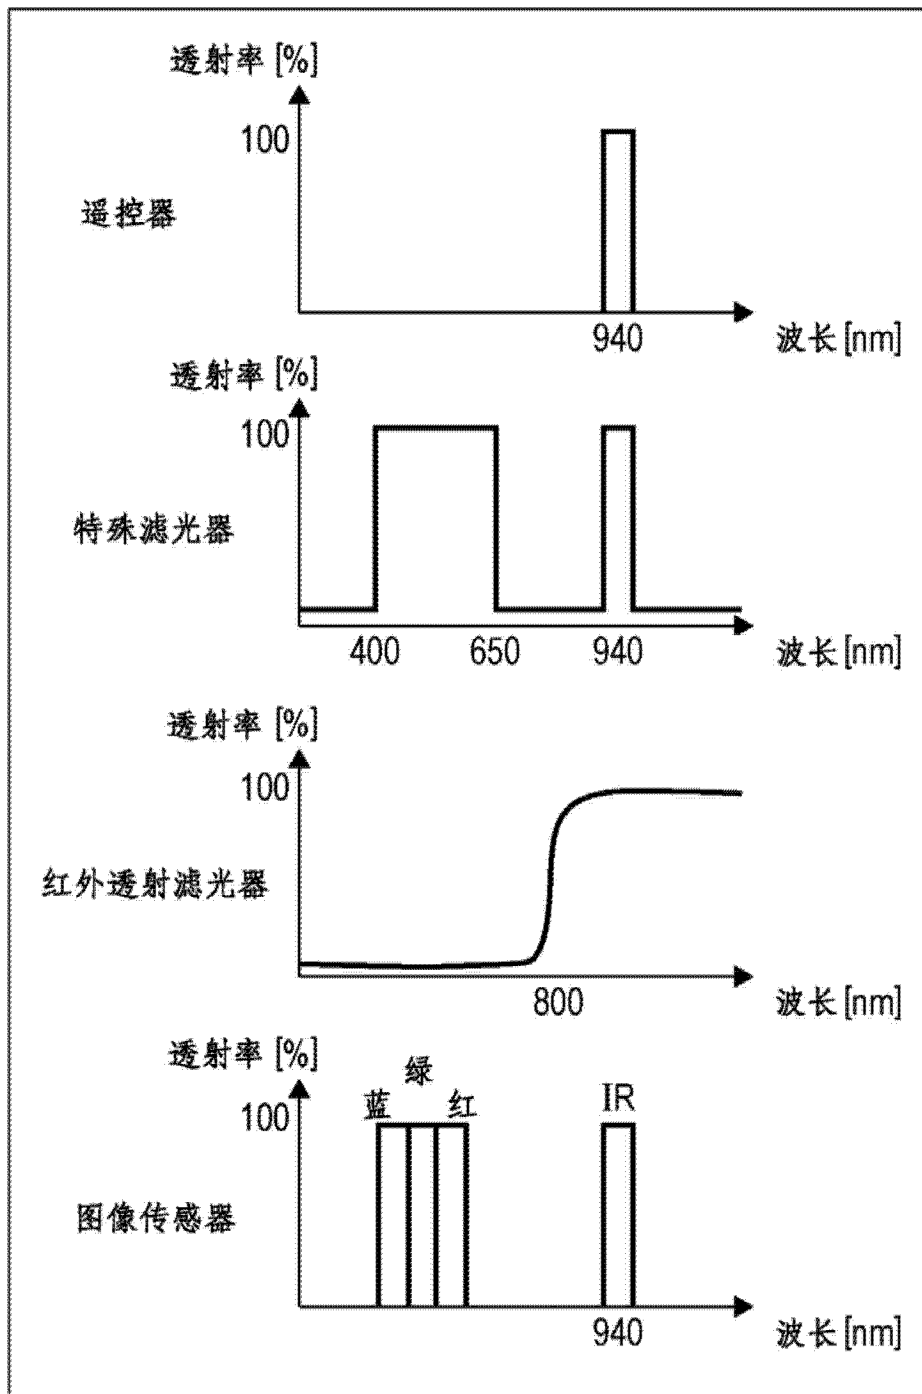 透射率 [%]
100
遥控器
940
波长 [nm]
透射率 [%]
100
特殊滤光器
400 650 940
波长 [nm]
透射率 [%]
100
红外透射滤光器
800
波长 [nm]
透射率 [%]
绿
蓝 红 IR
100
图像传感器
940
波长 [nm]